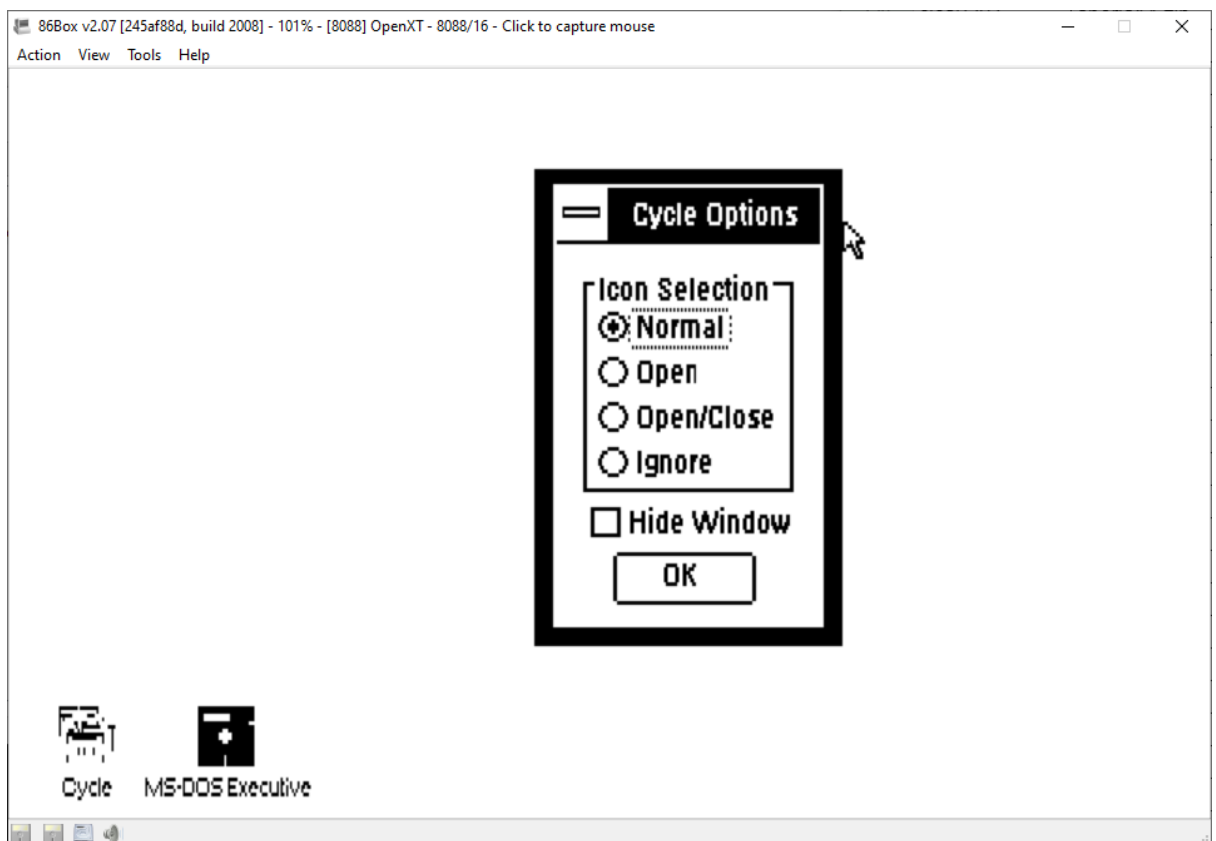 86Box v2.07 [245af88d, build 2008] - 101% - [8088] OpenXT - 8088/16 - Click to capture mouse
Action View Tools Help
Cycle Options
Icon Selection
Normal
Open
Open/Close
Ignore
Hide Window
OK
Cycle MS-DOS Executive